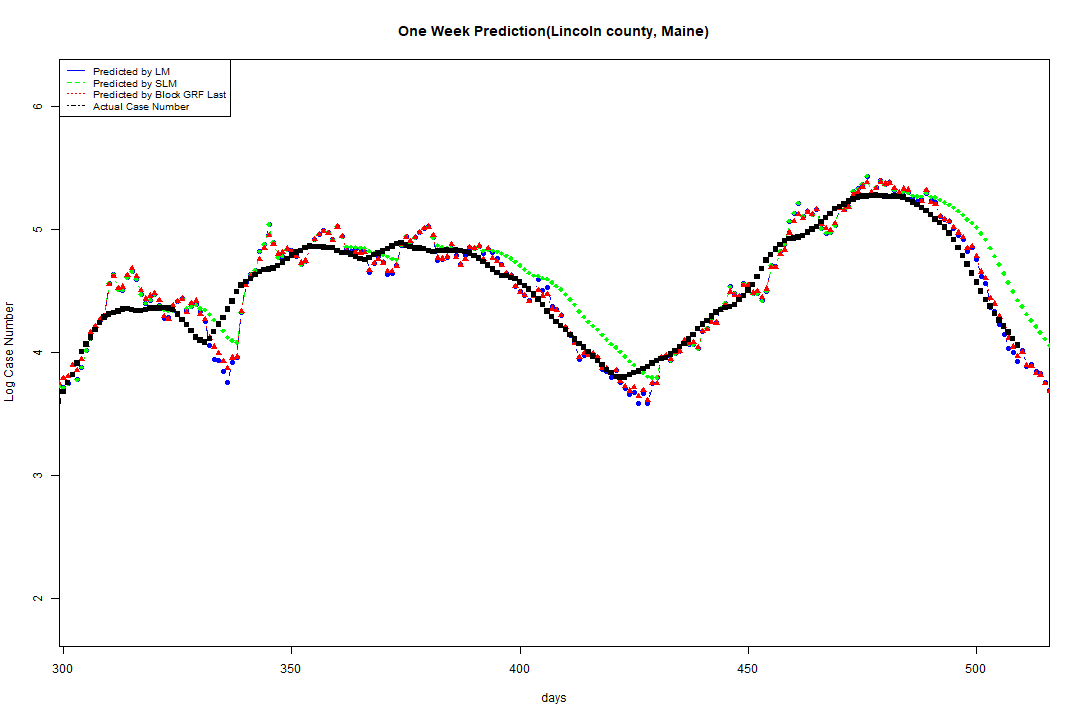 One Week Prediction(Lincoln county, Maine)
Predicted by LM
Predicted by SLM
Predicted by Block GRF Last
Actual Case Number
6
5
4
3
2
Log Case Number
300 350 400 450 500
days